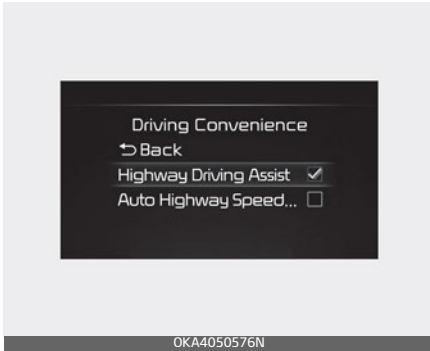 Driving Convenience
Back
Highway Driving Assist
Auto Highway Speed...
OKA4050576N